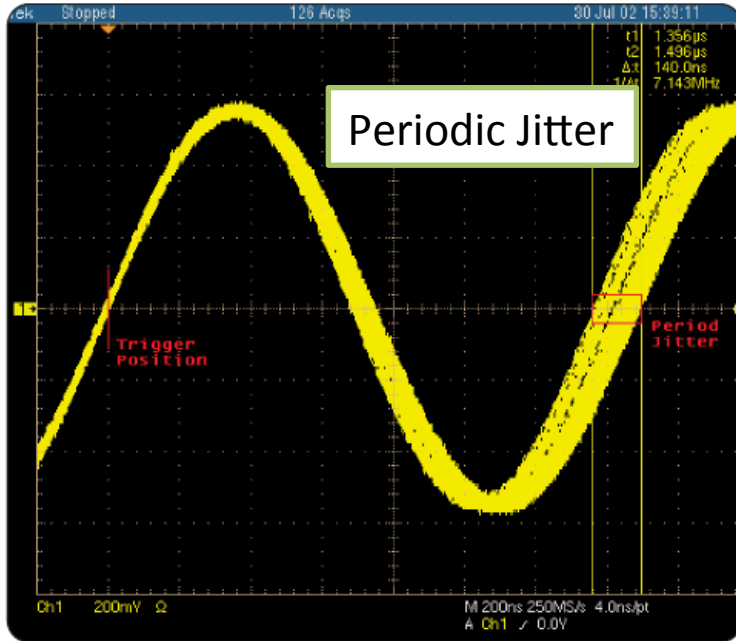 Tek Stopped 126 Acqs 30 Jul 02 15:39:11
t1 1.356µs
t2 1.496µs
Δt 140.0ns
1/Δt 7.143MHz
Periodic Jitter
1
Trigger
Position
Period
Jitter
Ch1 200mV Ω M 200ns 250MS/s 4.0ns/pt
A Ch1 / 0.0V